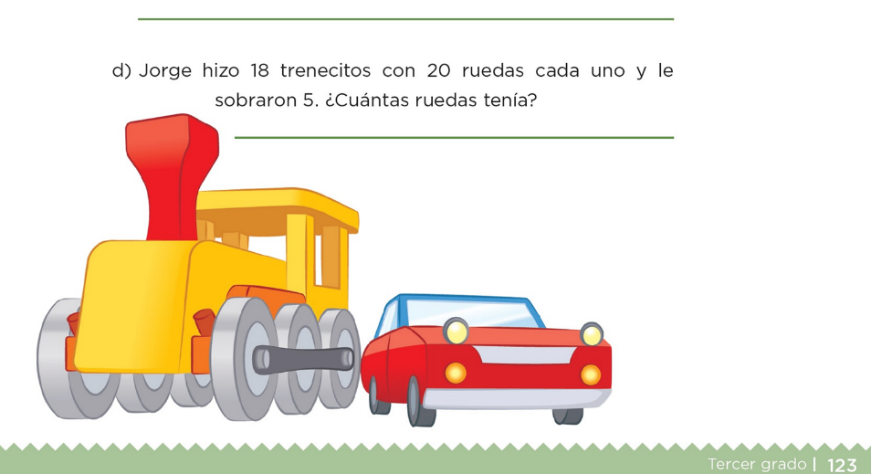 d) Jorge hizo 18 trenecitos con 20 ruedas cada uno y le
sobraron 5. ¿Cuántas ruedas tenía?
Tercer grado | 123